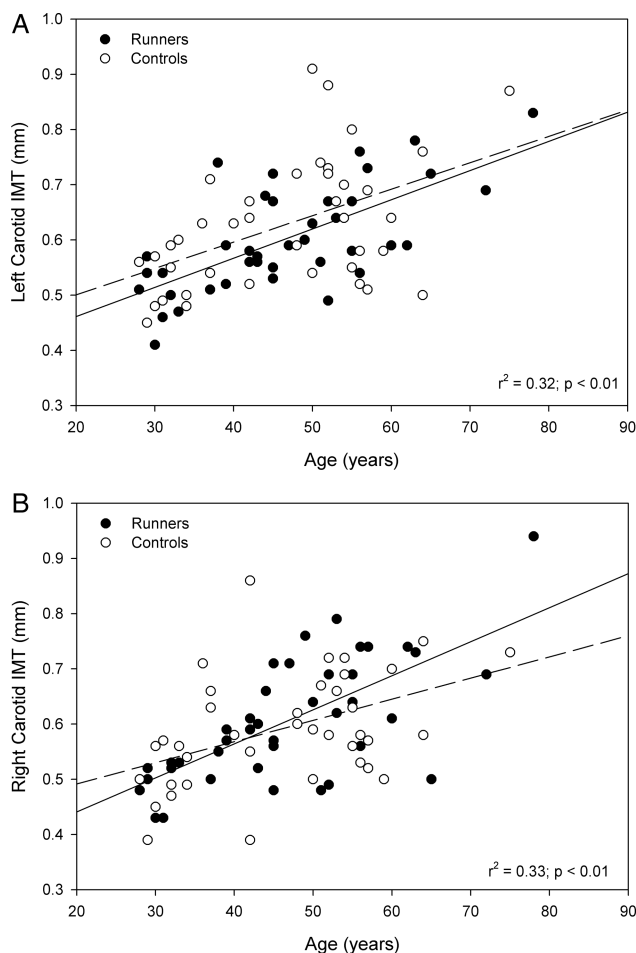 A
Runners
Controls
Left Carotid IMT (mm)
1.0
0.9
0.8
0.7
0.6
0.5
0.4
0.3
r² = 0.32; p < 0.01
20 30 40 50 60 70 80 90
Age (years)
B
Runners
Controls
Right Carotid IMT (mm)
1.0
0.9
0.8
0.7
0.6
0.5
0.4
0.3
r² = 0.33; p < 0.01
20 30 40 50 60 70 80 90
Age (years)